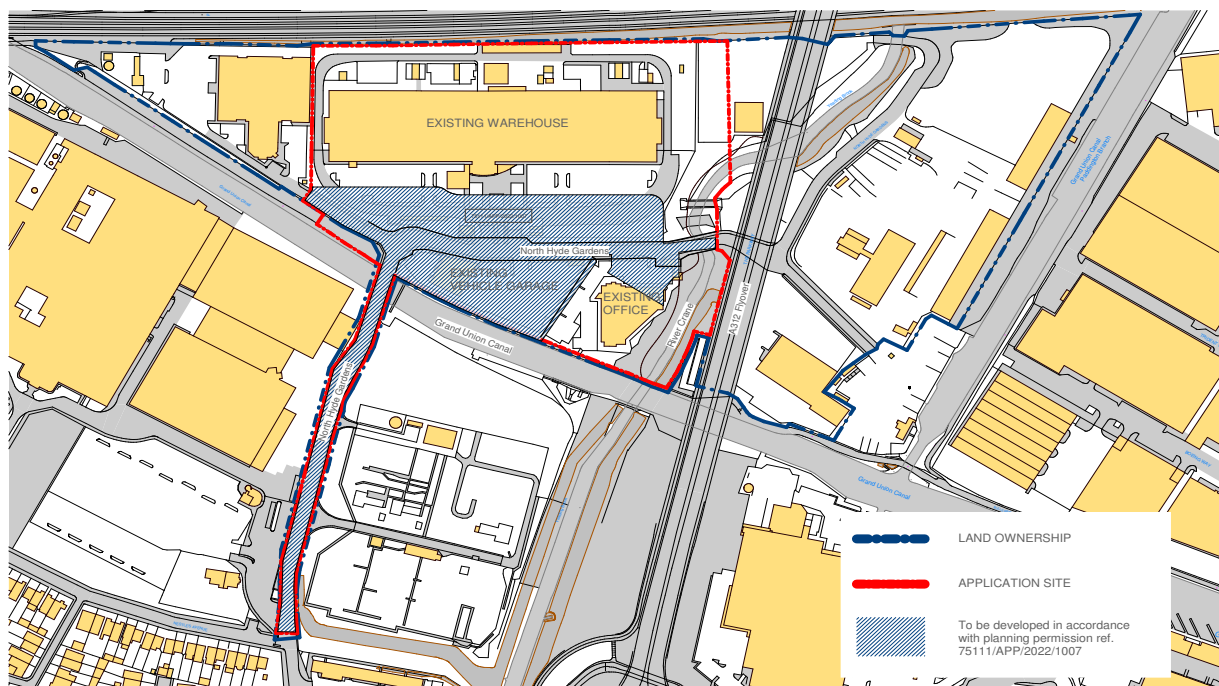 EXISTING WAREHOUSE
North Hyde Gardens
EXISTING
VEHICLE GARAGE
EXISTING
OFFICE
River Crane
A312 Flyover
Grand Union Canal
Grand Union Canal
North Hyde Gardens
Grand Union Canal
Paddington Branch
Grand Union Canal
LAND OWNERSHIP
APPLICATION SITE
To be developed in accordance
with planning permission ref.
75111/APP/2022/1007